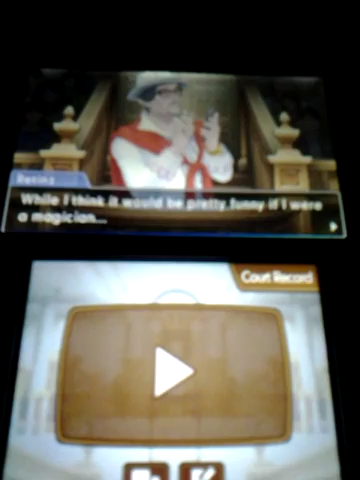 Retinz
While I think it would be pretty funny if I were
a magician...
Court Record